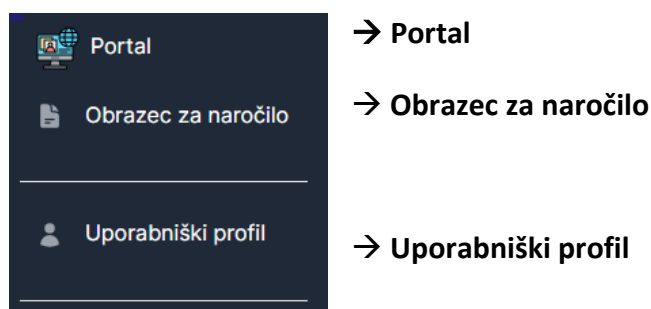 Portal → Portal
Obrazec za naročilo → Obrazec za naročilo
Uporabniški profil → Uporabniški profil